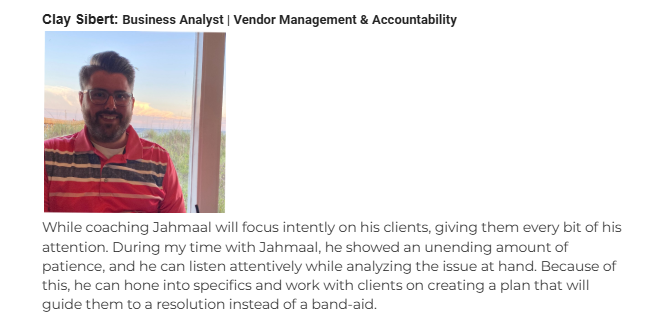 Clay Sibert: Business Analyst | Vendor Management & Accountability
While coaching Jahmaal will focus intently on his clients, giving them every bit of his
attention. During my time with Jahmaal, he showed an unending amount of
patience, and he can listen attentively while analyzing the issue at hand. Because of
this, he can hone into specifics and work with clients on creating a plan that will
guide them to a resolution instead of a band-aid.